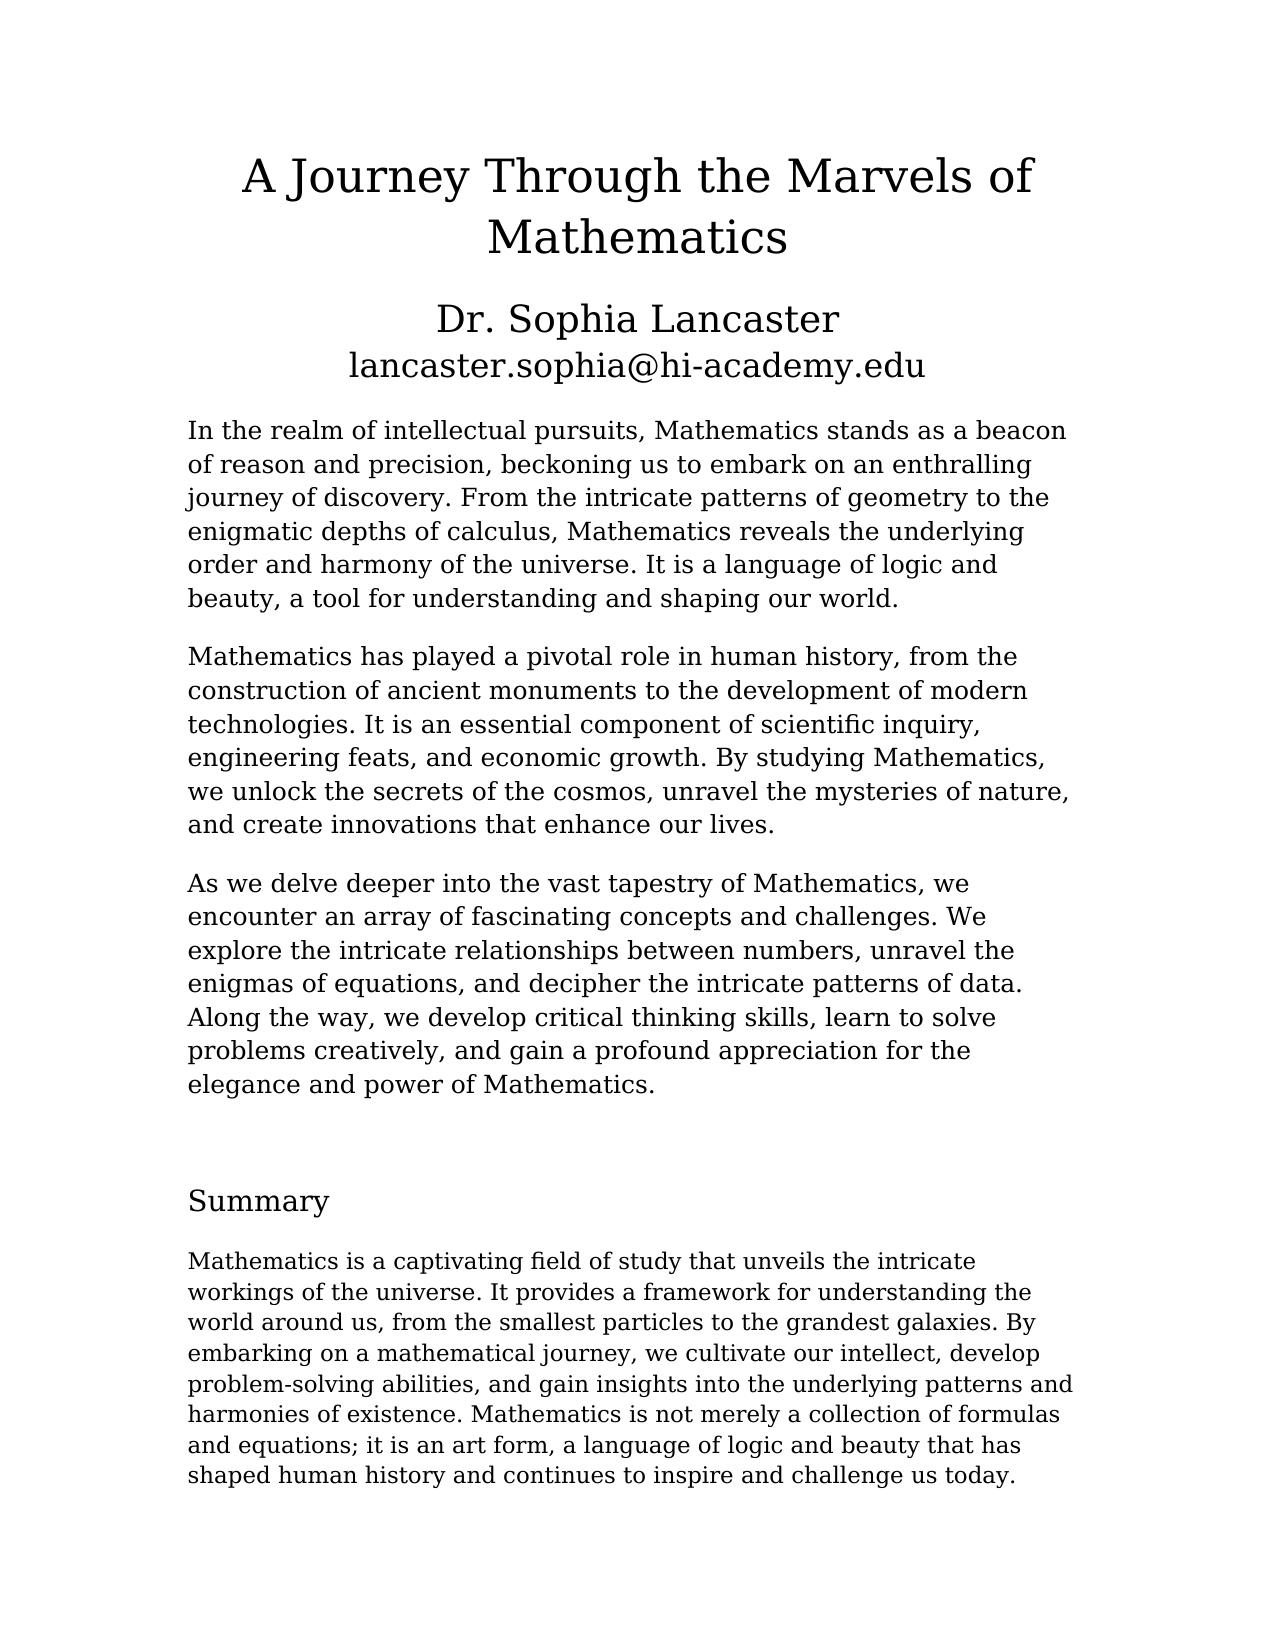 A Journey Through the Marvels of
Mathematics
Dr. Sophia Lancaster
lancaster.sophia@hi-academy.edu
In the realm of intellectual pursuits, Mathematics stands as a beacon
of reason and precision, beckoning us to embark on an enthralling
journey of discovery. From the intricate patterns of geometry to the
enigmatic depths of calculus, Mathematics reveals the underlying
order and harmony of the universe. It is a language of logic and
beauty, a tool for understanding and shaping our world.
Mathematics has played a pivotal role in human history, from the
construction of ancient monuments to the development of modern
technologies. It is an essential component of scientific inquiry,
engineering feats, and economic growth. By studying Mathematics,
we unlock the secrets of the cosmos, unravel the mysteries of nature,
and create innovations that enhance our lives.
As we delve deeper into the vast tapestry of Mathematics, we
encounter an array of fascinating concepts and challenges. We
explore the intricate relationships between numbers, unravel the
enigmas of equations, and decipher the intricate patterns of data.
Along the way, we develop critical thinking skills, learn to solve
problems creatively, and gain a profound appreciation for the
elegance and power of Mathematics.
Summary
Mathematics is a captivating field of study that unveils the intricate
workings of the universe. It provides a framework for understanding the
world around us, from the smallest particles to the grandest galaxies. By
embarking on a mathematical journey, we cultivate our intellect, develop
problem-solving abilities, and gain insights into the underlying patterns and
harmonies of existence. Mathematics is not merely a collection of formulas
and equations; it is an art form, a language of logic and beauty that has
shaped human history and continues to inspire and challenge us today.